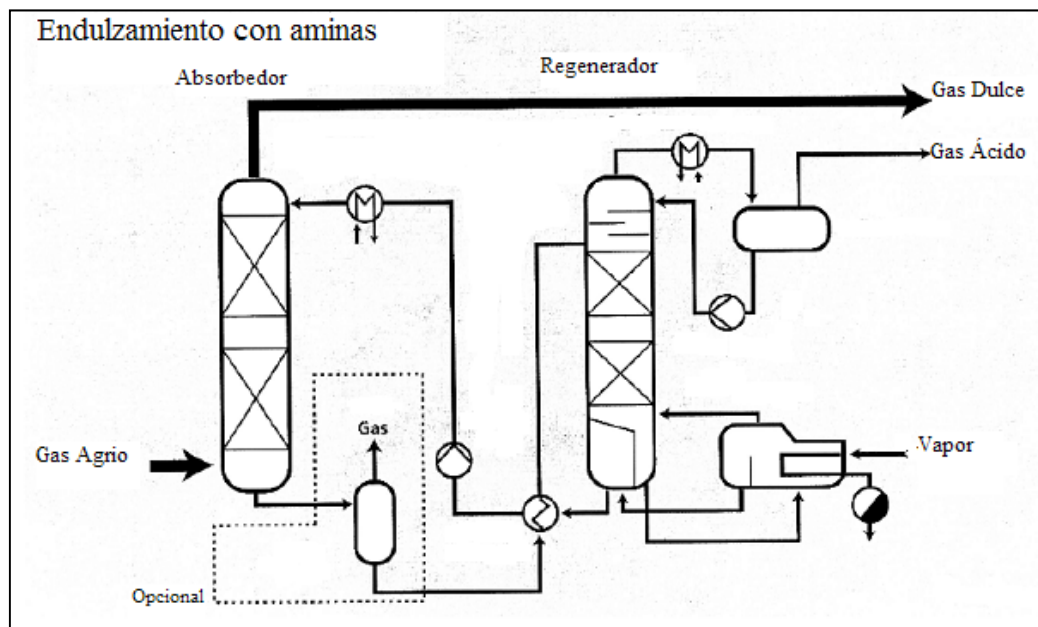 Endulzamiento con aminas
Absorbedor
Regenerador
Gas Dulce
Gas Ácido
Gas
Gas Agrio
Vapor
Opcional